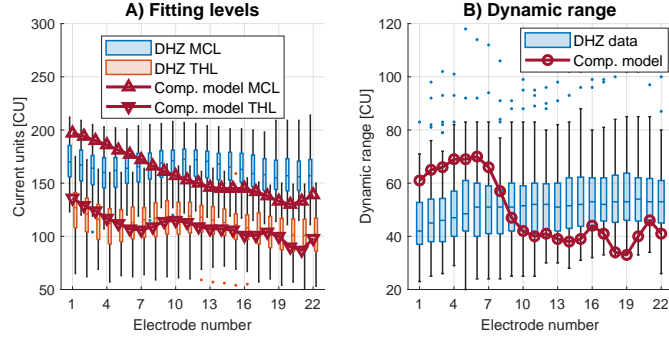 A) Fitting levels
300
250
200
150
100
50
Current units [CU]
DHZ MCL
DHZ THL
Comp. model MCL
Comp. model THL
1 4 7 10 13 16 19 22
Electrode number
B) Dynamic range
120
100
80
60
40
20
0
Dynamic range [CU]
DHZ data
Comp. model
1 4 7 10 13 16 19 22
Electrode number